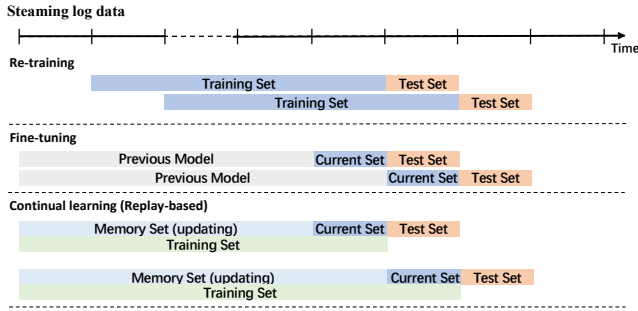 Steaming log data
Time
Re-training
Training Set Test Set
Training Set Test Set
Fine-tuning
Previous Model Current Set Test Set
Previous Model Current Set Test Set
Continual learning (Replay-based)
Memory Set (updating) Current Set Test Set
Training Set
Memory Set (updating) Current Set Test Set
Training Set